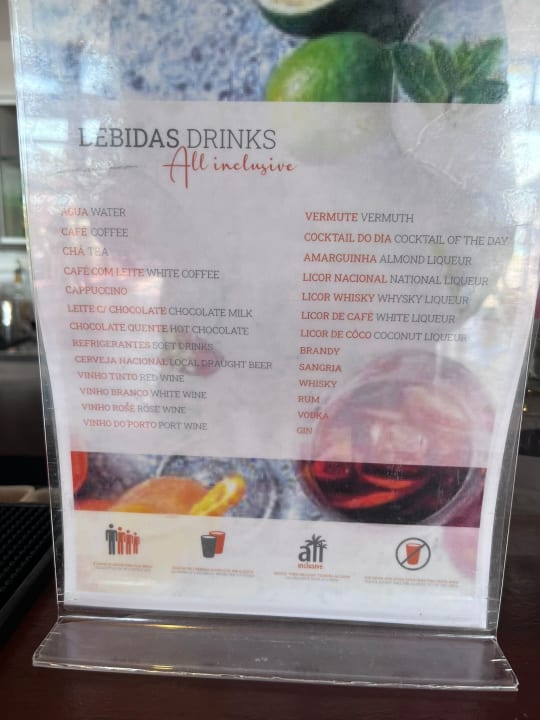 BEBIDAS DRINKS
All inclusive
ÁGUA WATER
CAFÉ COFFEE
CHÁ TEA
CAFÉ COM LEITE WHITE COFFEE
CAPPUCCINO
LEITE C/ CHOCOLATE CHOCOLATE MILK
CHOCOLATE QUENTE HOT CHOCOLATE
REFRIGERANTES SOFT DRINKS
CERVEJA NACIONAL LOCAL DRAUGHT BEER
VINHO TINTO RED WINE
VINHO BRANCO WHITE WINE
VINHO ROSÉ ROSE WINE
VINHO DO PORTO PORT WINE
VERMUTE VERMUTH
COCKTAIL DO DIA COCKTAIL OF THE DAY
AMARGUINHA ALMOND LIQUEUR
LICOR NACIONAL NATIONAL LIQUEUR
LICOR WHISKY WHYSKY LIQUEUR
LICOR DE CAFÉ WHITE LIQUEUR
LICOR DE CÔCO COCONUT LIQUEUR
BRANDY
SANGRIA
WHISKY
RUM
VODKA
GIN
all
inclusive